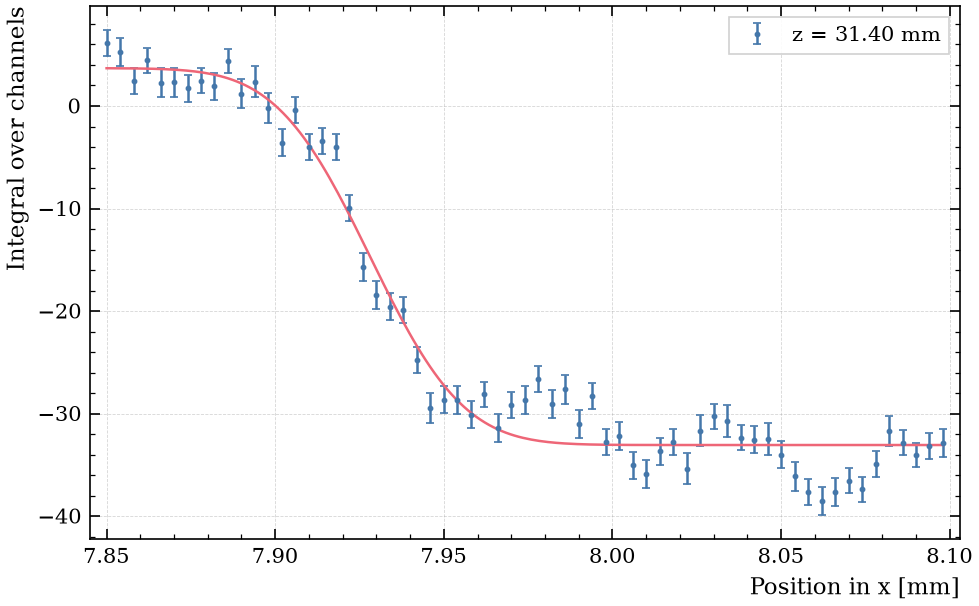 Integral over channels
z = 31.40 mm
0
−10
−20
−30
−40
7.85 7.90 7.95 8.00 8.05 8.10
Position in x [mm]